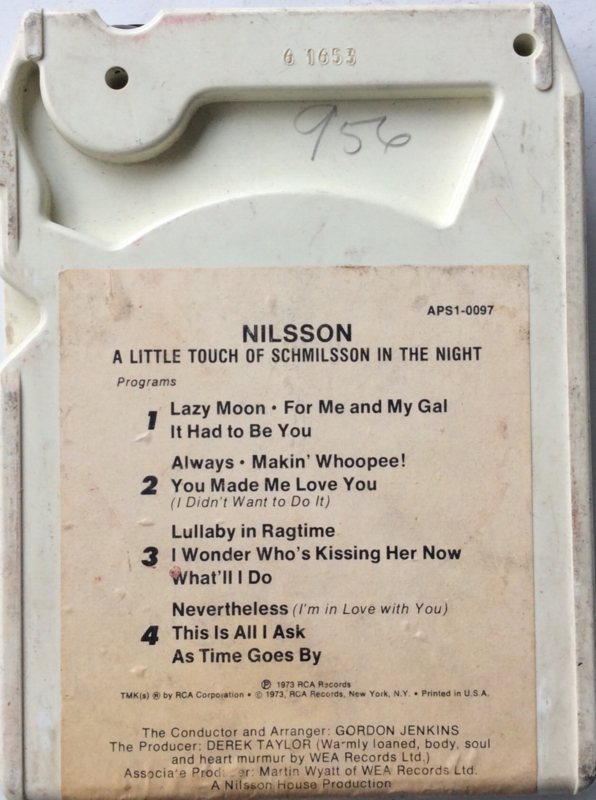 G 1653
956
APS1-0097
NILSSON
A LITTLE TOUCH OF SCHMILSSON IN THE NIGHT
Programs
1 Lazy Moon • For Me and My Gal
It Had to Be You
Always • Makin' Whoopee!
2 You Made Me Love You
(I Didn't Want to Do It)
Lullaby in Ragtime
3 I Wonder Who's Kissing Her Now
What'll I Do
Nevertheless (I'm in Love with You)
4 This Is All I Ask
As Time Goes By
℗ 1973 RCA Records
TMK(s) ® by RCA Corporation • © 1973, RCA Records, New York, N.Y. • Printed in U.S.A.
The Conductor and Arranger: GORDON JENKINS
The Producer: DEREK TAYLOR (Warmly loaned, body, soul
and heart murmur by WEA Records Ltd.)
Associate Producer: Martin Wyatt of WEA Records Ltd.
A Nilsson House Production